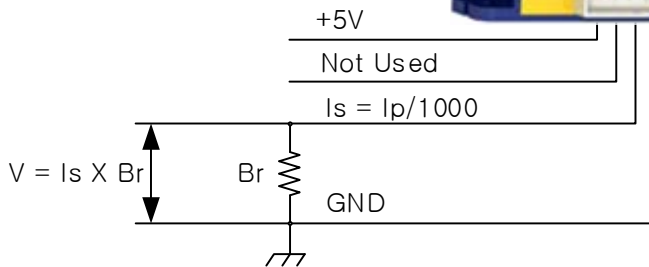 +5V
Not Used
Is = Ip/1000
V = Is X Br
Br
GND